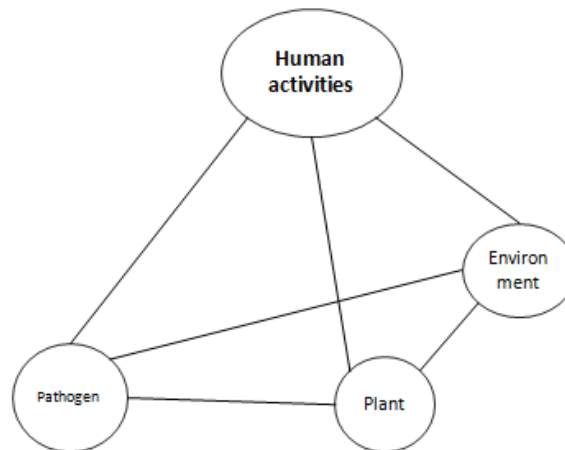 Human
activities
Environ
ment
Pathogen
Plant